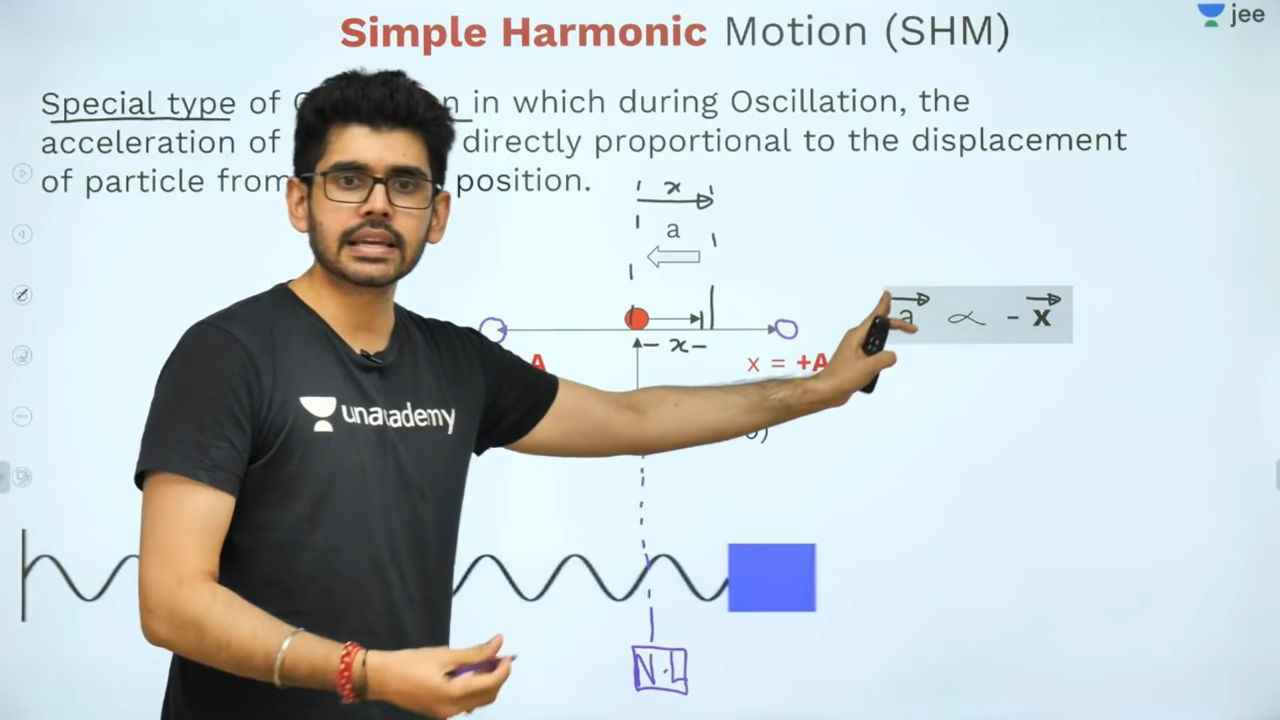 Simple Harmonic Motion (SHM)
jee
Special type of n in which during Oscillation, the
acceleration of directly proportional to the displacement
of particle from position.
x
a
a ∝ - x
- x -
A
x = +A
unacademy
N.L